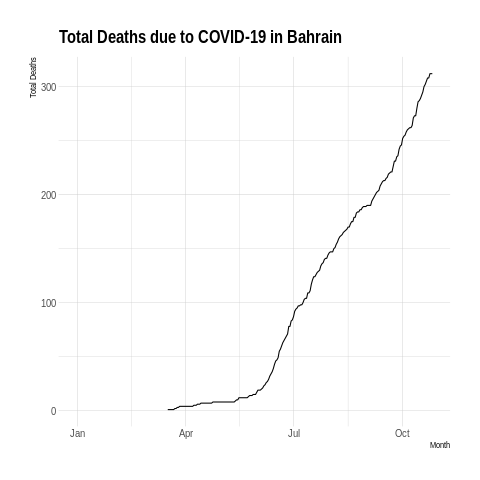 Total Deaths due to COVID-19 in Bahrain
Total Deaths
300
200
100
0
Jan Apr Jul Oct
Month